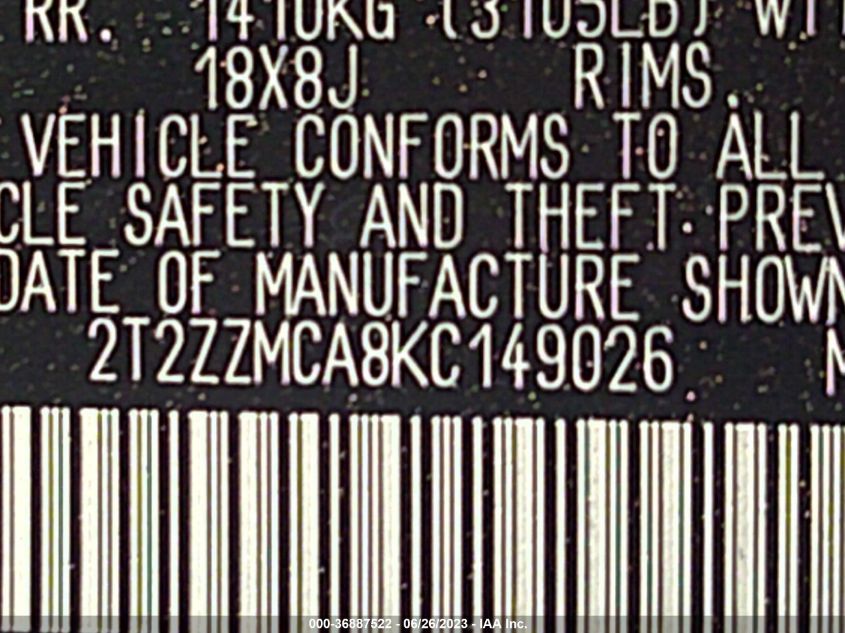 RR. 1410KG (3105LB) WIT
18X8J RIMS.
VEHICLE CONFORMS TO ALL
CLE SAFETY AND THEFT PREV
DATE OF MANUFACTURE SHOWN
2T2ZZMCA8KC149026 M
000-36887522 - 06/26/2023 - IAA Inc.